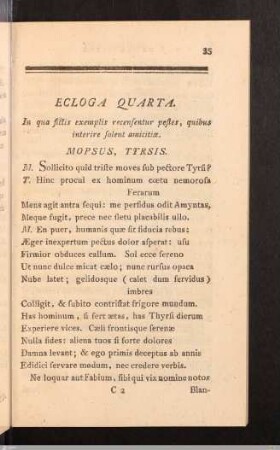 35
ECLOGA QUARTA.
In qua fictis exemplis recensentur pestes, quibus
interire solent amicitiæ.
MOPSUS, TYRSIS.
M. Sollicito quid triste moves sub pectore Tyrsi?
T. Hinc procul ex hominum cœtu nemorosa
Ferarum
Mens agit antra sequi: me perfidus odit Amyntas,
Meque fugit, prece nec fletu placabilis ullo.
M. En puer, humanis quæ sit fiducia rebus;
Æger inexpertum pectus dolor asperat: usu
Firmior obduces callum. Sol ecce sereno
Ut nunc dulce micat cælo; nunc rursus opaca
Nube latet; gelidosque (calet dum fervidus)
imbres
Colligit, & subito contristat frigore mundum.
Has hominum, si fert ætas, has Thyrsi dierum
Experiere vices. Cæli frontisque serenæ
Nulla fides: aliena tuos si forte dolores
Damna levant; & ego primis deceptus ab annis
Edidici servare modum, nec credere verbis.
Ne loquar aut Fabium, sibi qui vix nomine notos
C 2
Blan-